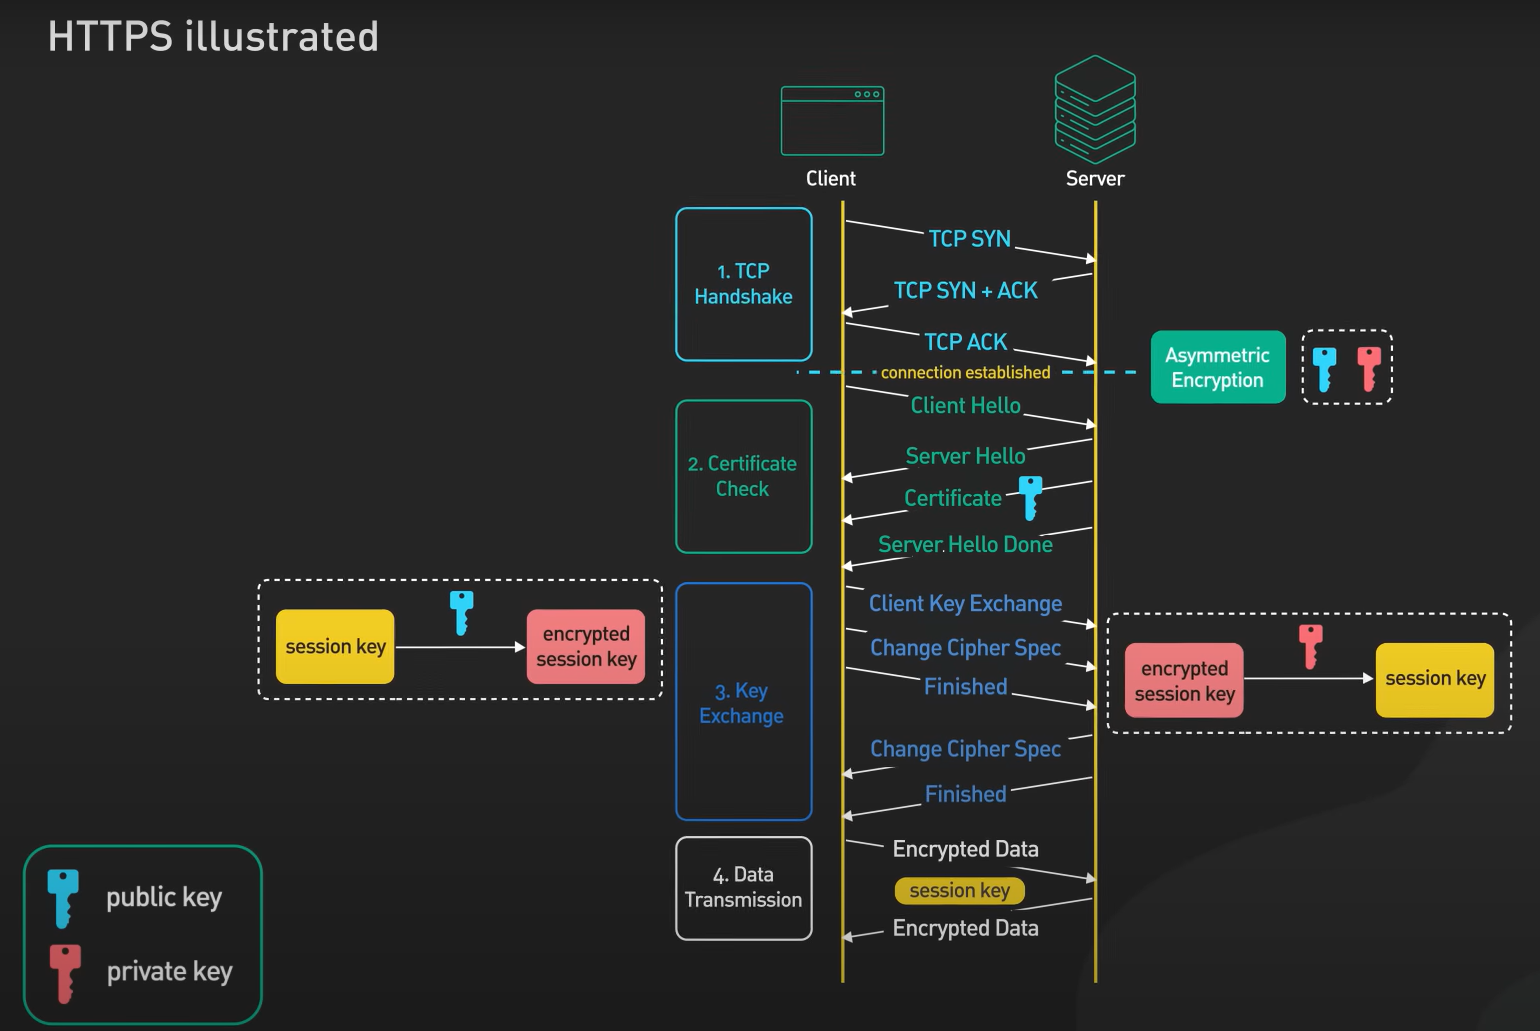 HTTPS illustrated
Client
Server
1. TCP
Handshake
TCP SYN
TCP SYN + ACK
TCP ACK
connection established
Asymmetric
Encryption
2. Certificate
Check
Client Hello
Server Hello
Certificate
Server Hello Done
3. Key
Exchange
session key
encrypted
session key
Client Key Exchange
Change Cipher Spec
Finished
encrypted
session key
session key
Change Cipher Spec
Finished
4. Data
Transmission
Encrypted Data
session key
Encrypted Data
public key
private key